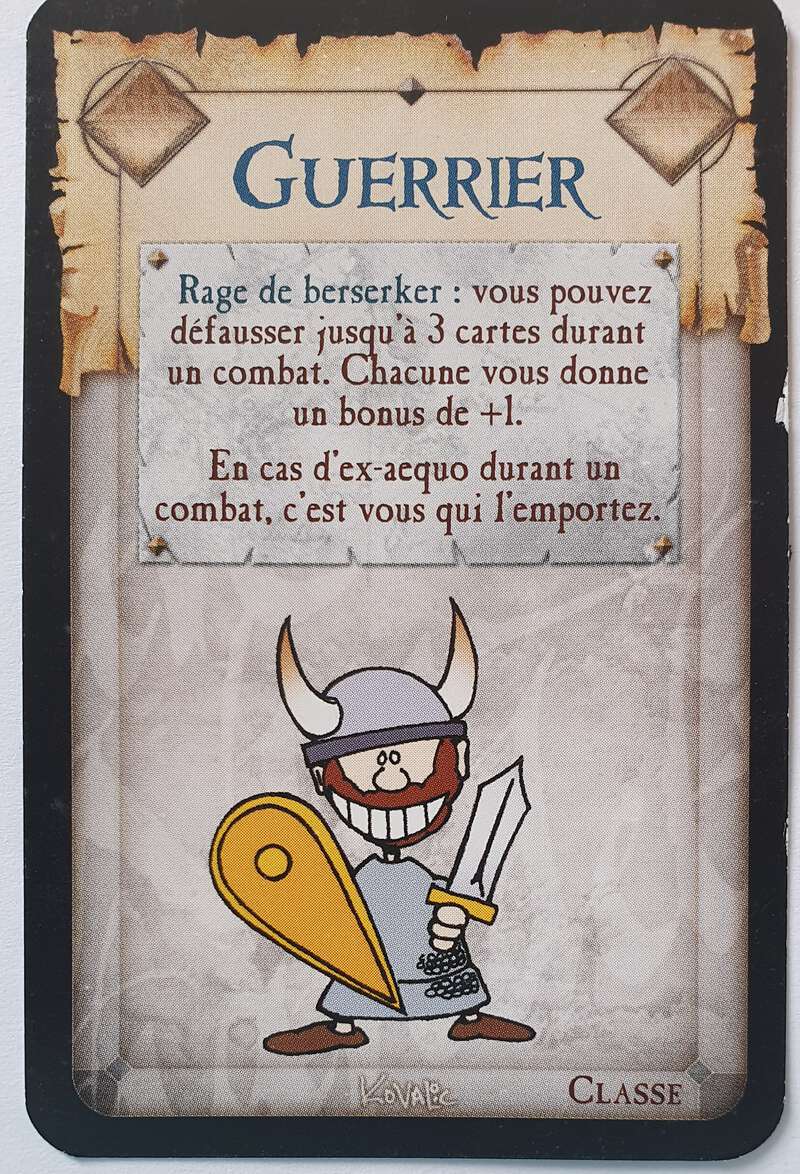 GUERRIER
Rage de berserker : vous pouvez
défausser jusqu'à 3 cartes durant
un combat. Chacune vous donne
un bonus de +1.
En cas d'ex-aequo durant un
combat, c'est vous qui l'emportez.
KOVALIC
CLASSE